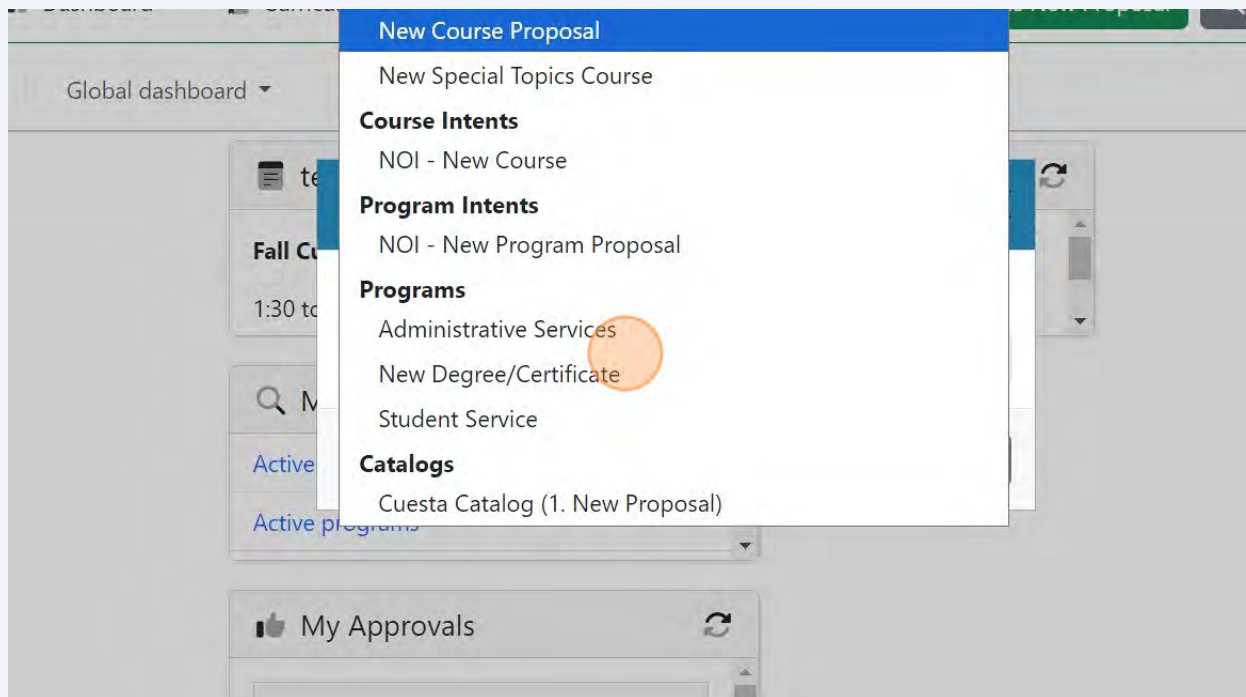 New Course Proposal
New Special Topics Course
Global dashboard
Course Intents
NOI - New Course
Program Intents
NOI - New Program Proposal
Fall
Programs
1:30
Administrative Services
New Degree/Certificate
Student Service
Active
Catalogs
Cuesta Catalog (1. New Proposal)
Active programs
My Approvals